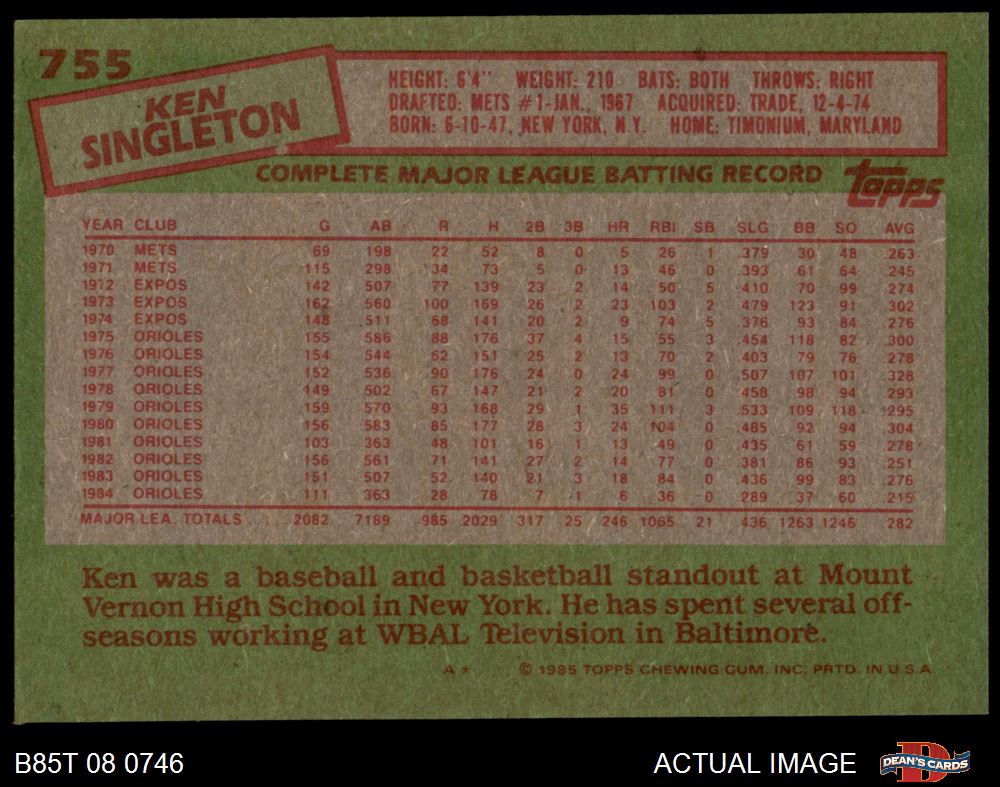 755
KEN
SINGLETON
HEIGHT: 6'4" WEIGHT: 210 BATS: BOTH THROWS: RIGHT
DRAFTED: METS #1-JAN., 1967 ACQUIRED: TRADE, 12-4-74
BORN: 6-10-47, NEW YORK, N.Y. HOME: TIMONIUM, MARYLAND
COMPLETE MAJOR LEAGUE BATTING RECORD
Topps
YEAR CLUB G AB R H 2B 3B HR RBI SB SLG BB SO AVG
1970 METS 69 198 22 52 8 0 5 26 1 .379 30 48 .263
1971 METS 115 298 34 73 5 0 13 46 0 .393 61 64 .245
1972 EXPOS 142 507 77 139 23 2 14 50 5 .410 70 99 .274
1973 EXPOS 162 560 100 169 26 2 23 103 2 .479 123 91 .302
1974 EXPOS 148 511 68 141 20 2 9 74 5 .376 93 84 .276
1975 ORIOLES 155 586 88 176 37 4 15 55 3 .454 118 82 .300
1976 ORIOLES 154 544 62 151 25 2 13 70 2 .403 79 76 .278
1977 ORIOLES 152 536 90 176 24 0 24 99 0 .507 107 101 .328
1978 ORIOLES 149 502 67 147 21 2 20 81 0 .458 98 94 .293
1979 ORIOLES 159 570 93 168 29 1 35 111 3 .533 109 118 .295
1980 ORIOLES 156 583 85 177 28 3 24 104 0 .485 92 94 .304
1981 ORIOLES 103 363 48 101 16 1 13 49 0 .435 61 59 .278
1982 ORIOLES 156 561 71 141 27 2 14 77 0 .381 86 93 .251
1983 ORIOLES 151 507 52 140 21 3 18 84 0 .436 99 83 .276
1984 ORIOLES 111 363 28 78 7 1 6 36 0 .289 37 60 .215
MAJOR LEA. TOTALS 2082 7189 985 2029 317 25 246 1065 21 .436 1263 1246 .282
Ken was a baseball and basketball standout at Mount
Vernon High School in New York. He has spent several off-
seasons working at WBAL Television in Baltimore.
A * © 1985 TOPPS CHEWING GUM, INC. PRTD. IN U.S.A.
B85T 08 0746 ACTUAL IMAGE DEAN'S CARDS